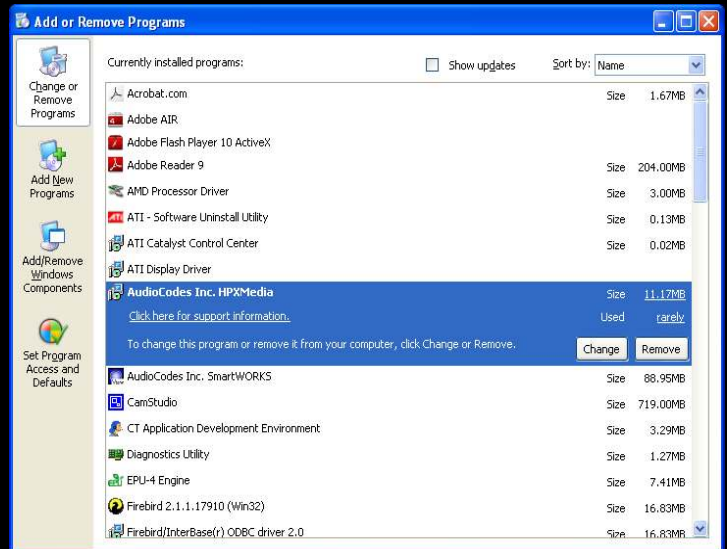 Add or Remove Programs
Change or
Remove
Programs
Add New
Programs
Add/Remove
Windows
Components
Set Program
Access and
Defaults
Currently installed programs:
Show updates
Sort by: Name
Acrobat.com Size 1.67MB
Adobe AIR
Adobe Flash Player 10 ActiveX
Adobe Reader 9 Size 204.00MB
AMD Processor Driver Size 3.00MB
ATI - Software Uninstall Utility Size 0.13MB
ATI Catalyst Control Center Size 0.02MB
ATI Display Driver
AudioCodes Inc. HPXMedia Size 11.17MB
Click here for support information. Used rarely
To change this program or remove it from your computer, click Change or Remove. Change Remove
AudioCodes Inc. SmartWORKS Size 88.95MB
CamStudio Size 719.00MB
CT Application Development Environment Size 3.29MB
Diagnostics Utility Size 1.27MB
EPU-4 Engine Size 7.41MB
Firebird 2.1.1.17910 (Win32) Size 16.83MB
Firebird/InterBase(r) ODBC driver 2.0 Size 16.83MB